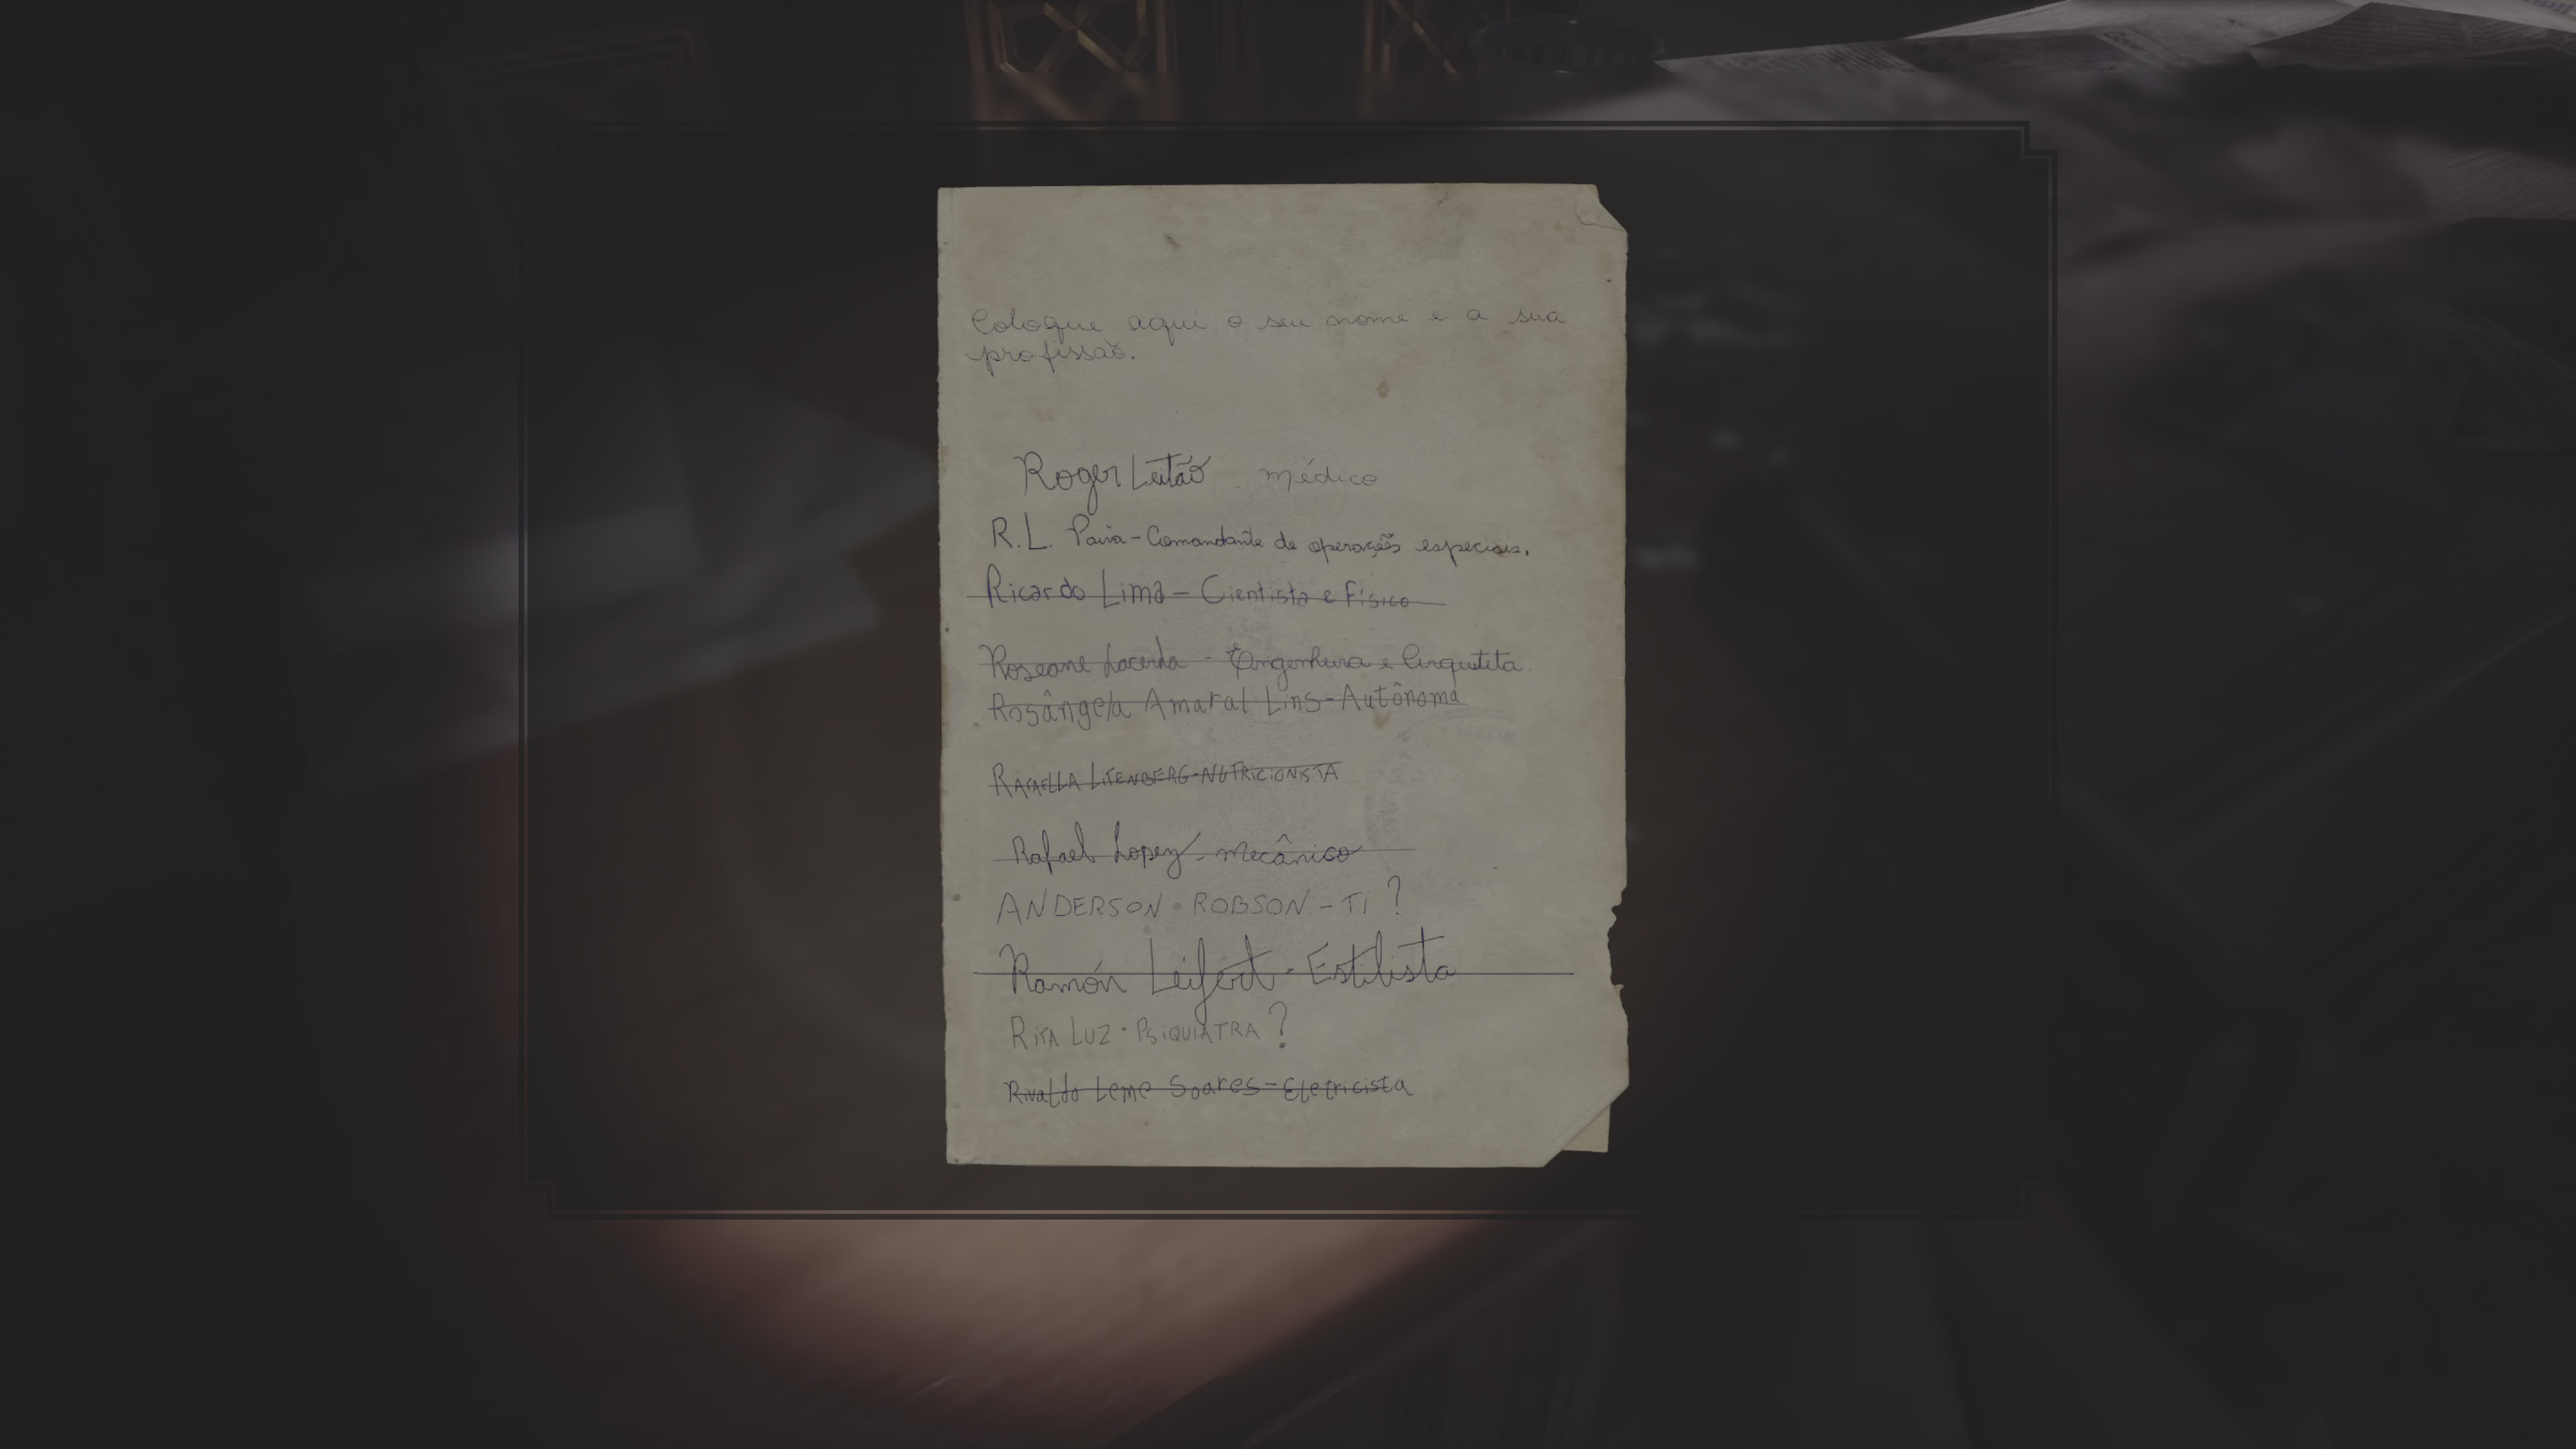 Coloque aqui o seu nome e a sua
profissão.
Roger Leitão - médico
R.L. Paiva - Comandante de operações especiais.
Ricardo Lima - Cientista e Físico
Roseane Lacerda - Engenheira e Arquiteta
Rosângela Amaral Lins - Autônoma
RAFAELLA LITENBERG - NUTRICIONISTA
Rafael Lopez - mecânico
ANDERSON ROBSON - TI ?
Ramón Leifert - Estilista
RITA LUZ - PSIQUIATRA ?
Rivaldo Leme Soares - Eletricista